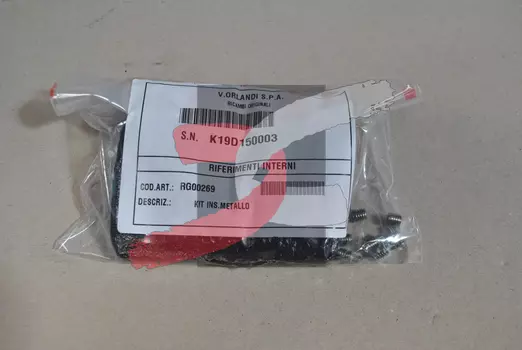 V.ORLANDI S.P.A.
RICAMBI ORIGINALI
S.N. K19D150003
RIFERIMENTI INTERNI
COD.ART.: RG00269
DESCRIZ.: KIT INS.METALLO